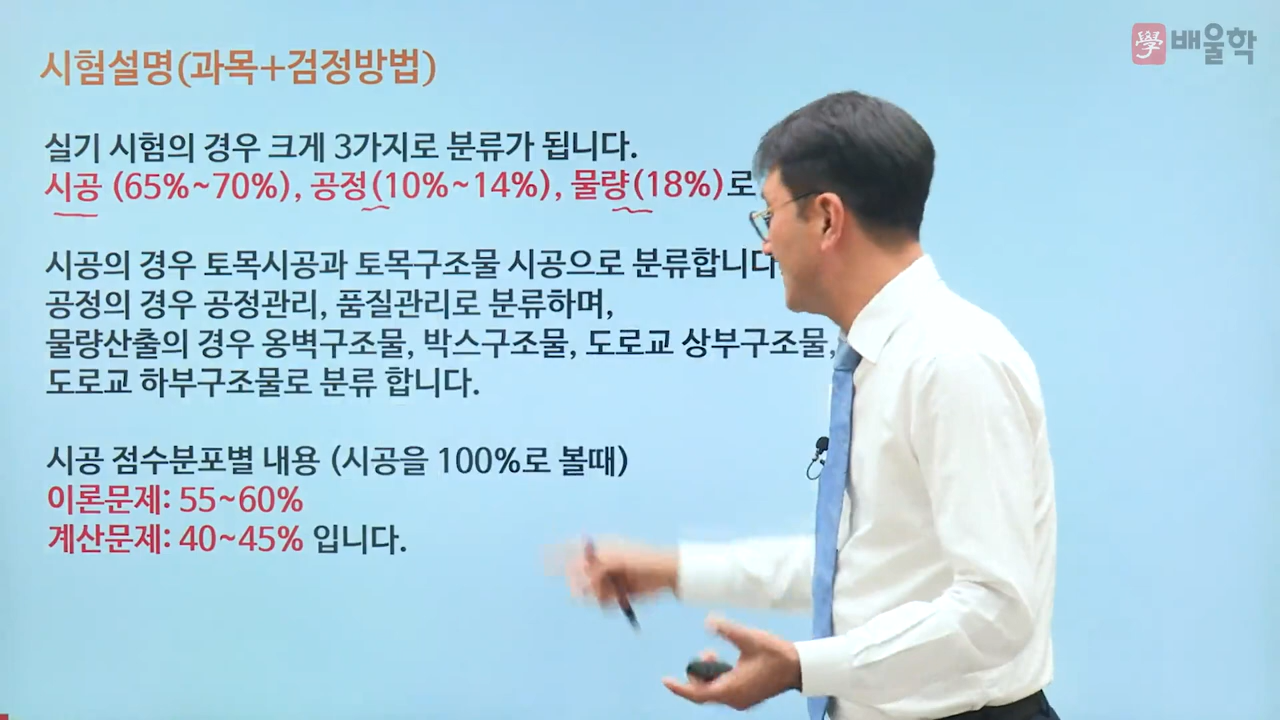 시험설명(과목+검정방법)
學 배울학
실기 시험의 경우 크게 3가지로 분류가 됩니다.
시공 (65%~70%), 공정(10%~14%), 물량(18%)로
시공의 경우 토목시공과 토목구조물 시공으로 분류합니다
공정의 경우 공정관리, 품질관리로 분류하며,
물량산출의 경우 옹벽구조물, 박스구조물, 도로교 상부구조물,
도로교 하부구조물로 분류 합니다.
시공 점수분포별 내용 (시공을 100%로 볼때)
이론문제: 55~60%
계산문제: 40~45% 입니다.